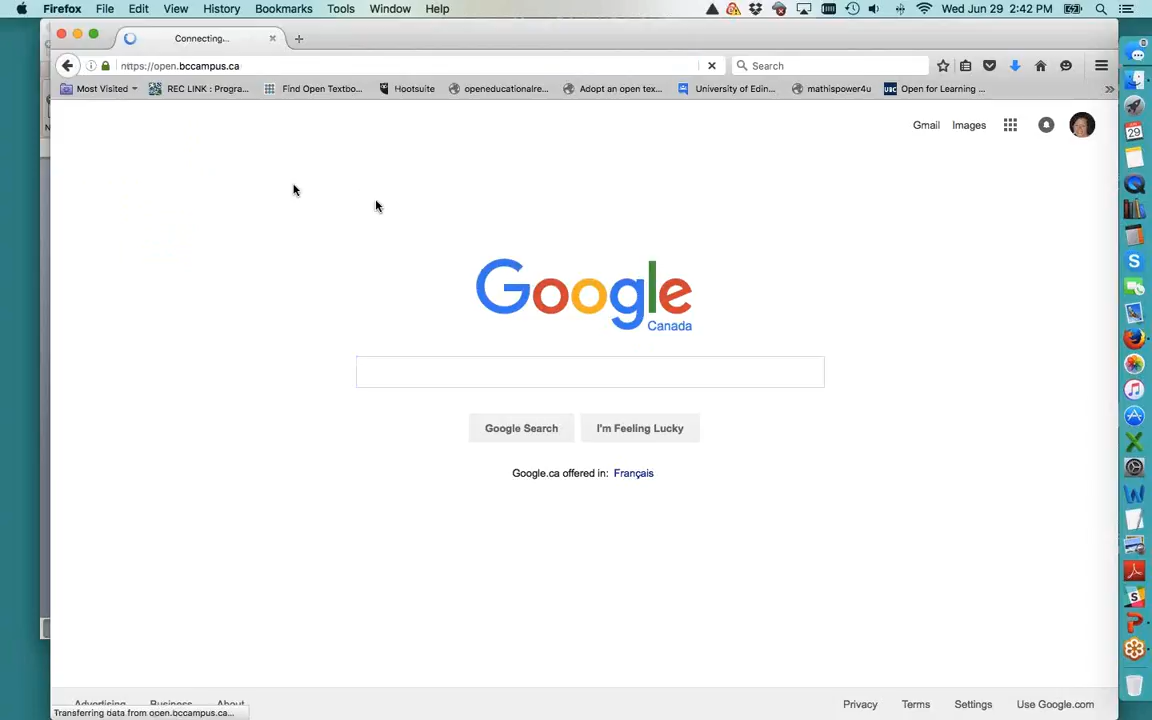 Firefox File Edit View History Bookmarks Tools Window Help Wed Jun 29 2:42 PM
Connecting...
https://open.bccampus.ca Search
Most Visited REC LINK : Progra... Find Open Textbo... Hootsuite openeducationalre... Adopt an open tex... University of Edin... UBC mathispower4u Open for Learning ...
Gmail Images
29
Google
Canada
Google Search I'm Feeling Lucky
Google.ca offered in: Français
Advertising Business About Privacy Terms Settings Use Google.com
Transferring data from open.bccampus.ca...